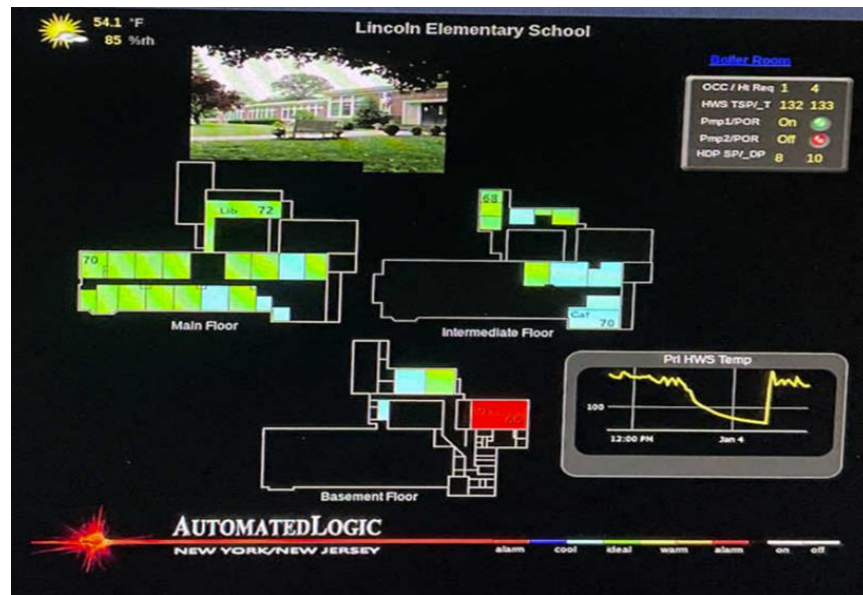 54.1 °F
85 %rh
Lincoln Elementary School
Boiler Room
OCC / Ht Req 1 4
HWS TSP/_T 132 133
Pmp1/POR On
Pmp2/POR Off
HDP SP/_DP 8 10
Lib 72
68
70
Main Floor
Caf 70
Intermediate Floor
Basement Floor
Pri HWS Temp
100
12:00 PM Jan 4
AUTOMATEDLOGIC
NEW YORK/NEW JERSEY
alarm cool ideal warm alarm on off